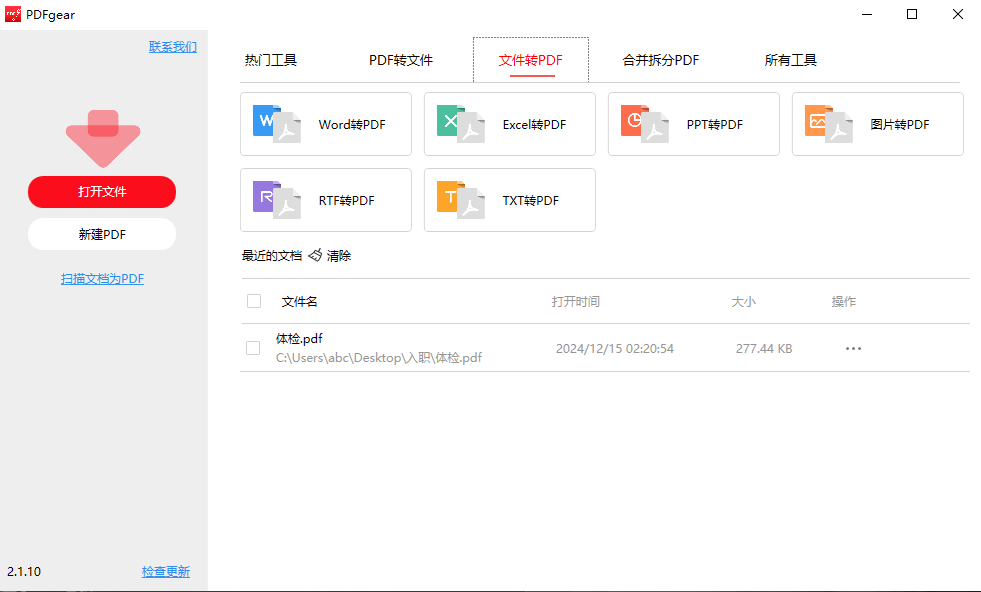 PDFgear
联系我们
打开文件
新建PDF
扫描文档为PDF
2.1.10
检查更新
热门工具 PDF转文件 文件转PDF 合并拆分PDF 所有工具
W Word转PDF X Excel转PDF PPT转PDF 图片转PDF
R RTF转PDF T TXT转PDF
最近的文档 清除
文件名 打开时间 大小 操作
体检.pdf
C:\Users\abc\Desktop\入职\体检.pdf 2024/12/15 02:20:54 277.44 KB